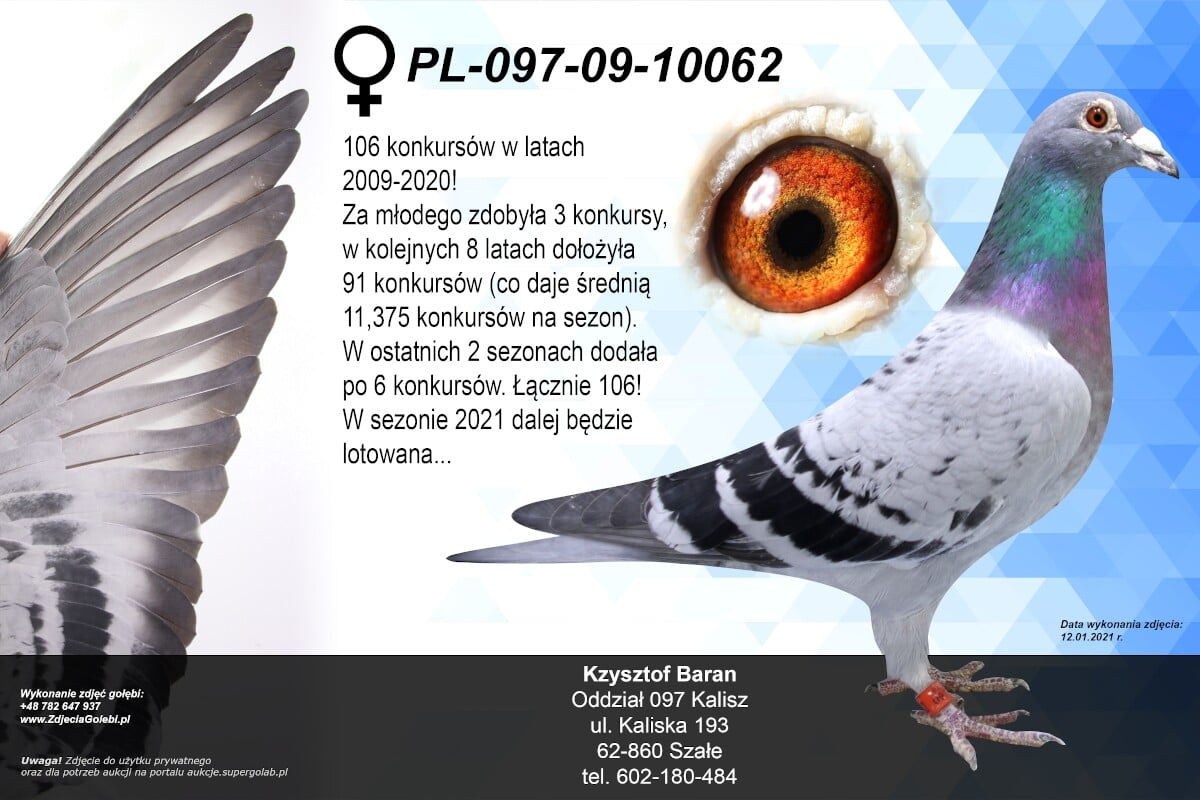 PL-097-09-10062
106 konkursów w latach
2009-2020!
Za młodego zdobyła 3 konkursy,
w kolejnych 8 latach dołożyła
91 konkursów (co daje średnią
11,375 konkursów na sezon).
W ostatnich 2 sezonach dodała
po 6 konkursów. Łącznie 106!
W sezonie 2021 dalej będzie
lotowana...
Data wykonania zdjęcia:
12.01.2021 r.
Wykonanie zdjęć gołębi:
+48 782 647 937
www.ZdjeciaGolebi.pl
Uwaga! Zdjęcie do użytku prywatnego
oraz dla potrzeb aukcji na portalu aukcje.supergolab.pl
Krzysztof Baran
Oddział 097 Kalisz
ul. Kaliska 193
62-860 Szałe
tel. 602-180-484